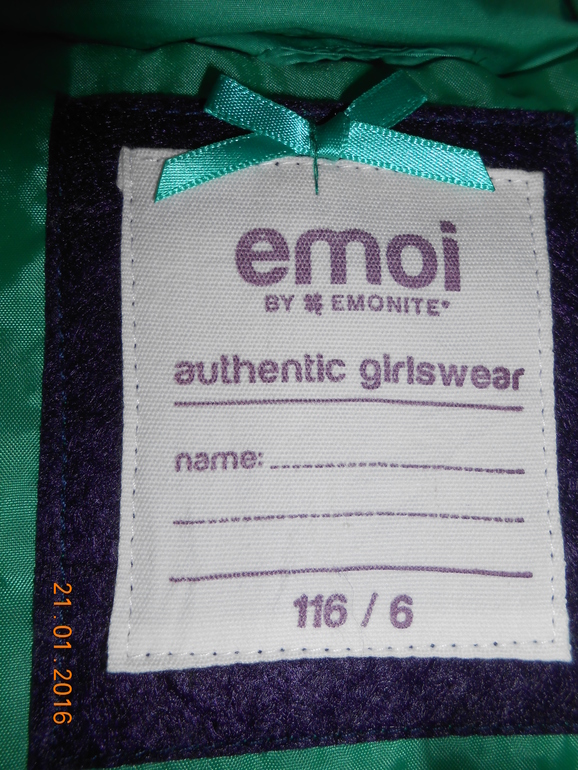 emoi
BY EMONITE®
authentic girlswear
name:
116 / 6
21.01.2016